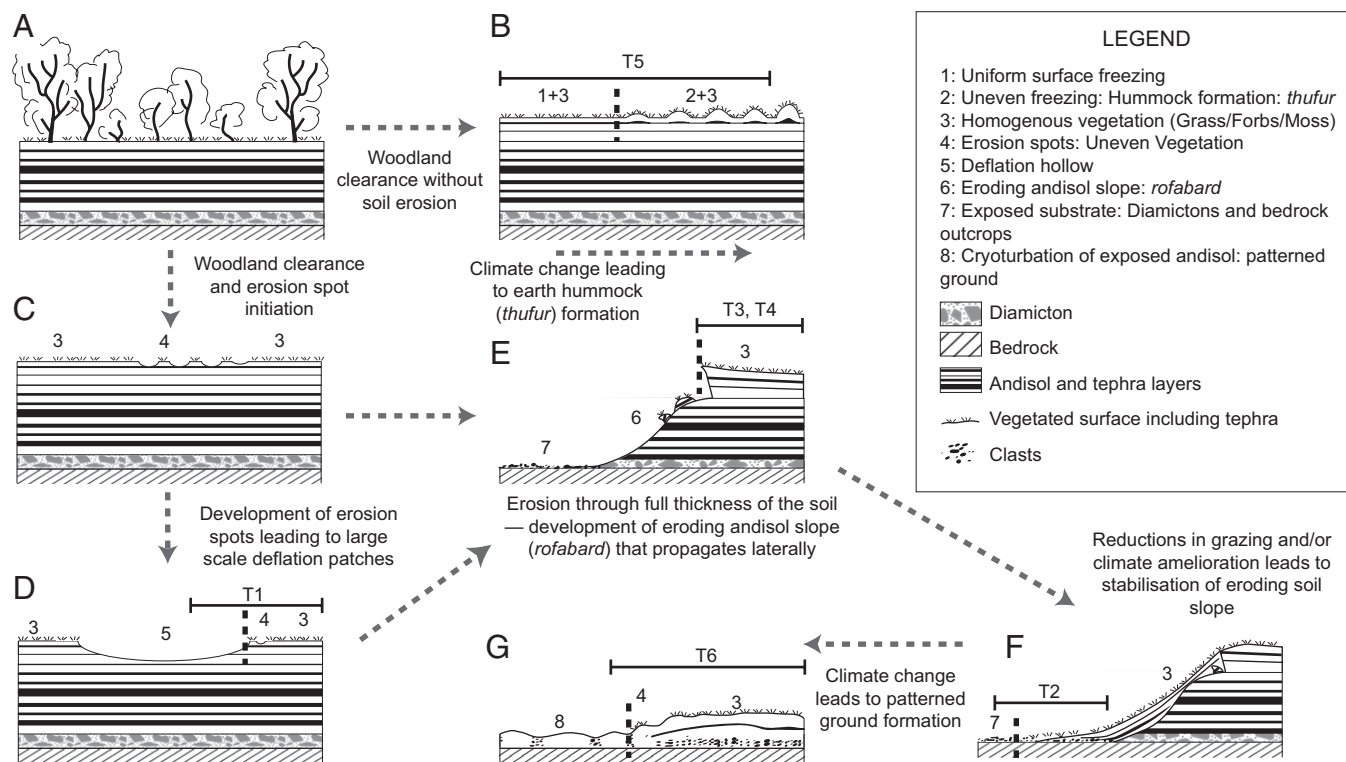 A
Woodland
clearance without
soil erosion
B
T5
1+3
2+3
Climate change leading
to earth hummock
(thufur) formation
Woodland clearance
and erosion spot
initiation
C
3
4
3
Development of erosion
spots leading to large
scale deflation patches
D
T1
3
5
4
3
E
T3, T4
3
6
7
Erosion through full thickness of the soil
— development of eroding andisol slope
(rofabard) that propagates laterally
Reductions in grazing and/or
climate amelioration leads to
stabilisation of eroding soil
slope
F
T2
3
7
Climate change
leads to patterned
ground formation
G
T6
8
4
3
LEGEND
1: Uniform surface freezing
2: Uneven freezing: Hummock formation: thufur
3: Homogenous vegetation (Grass/Forbs/Moss)
4: Erosion spots: Uneven Vegetation
5: Deflation hollow
6: Eroding andisol slope: rofabard
7: Exposed substrate: Diamictons and bedrock
outcrops
8: Cryoturbation of exposed andisol: patterned
ground
Diamicton
Bedrock
Andisol and tephra layers
Vegetated surface including tephra
Clasts